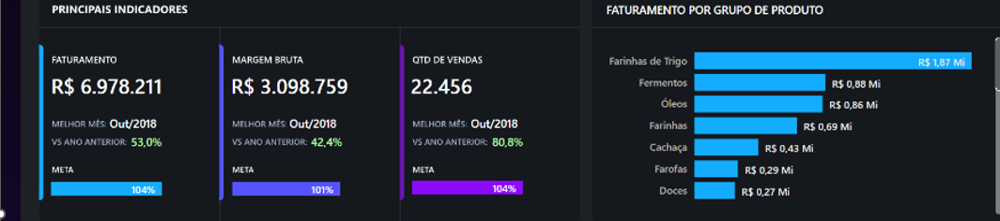 PRINCIPAIS INDICADORES
FATURAMENTO
R$ 6.978.211
MELHOR MÊS: Out/2018
VS ANO ANTERIOR: 53,0%
META
104%
MARGEM BRUTA
R$ 3.098.759
MELHOR MÊS: Out/2018
VS ANO ANTERIOR: 42,4%
META
101%
QTD DE VENDAS
22.456
MELHOR MÊS: Out/2018
VS ANO ANTERIOR: 80,8%
META
104%
FATURAMENTO POR GRUPO DE PRODUTO
Farinhas de Trigo R$ 1,87 Mi
Fermentos R$ 0,88 Mi
Óleos R$ 0,86 Mi
Farinhas R$ 0,69 Mi
Cachaça R$ 0,43 Mi
Farofas R$ 0,29 Mi
Doces R$ 0,27 Mi